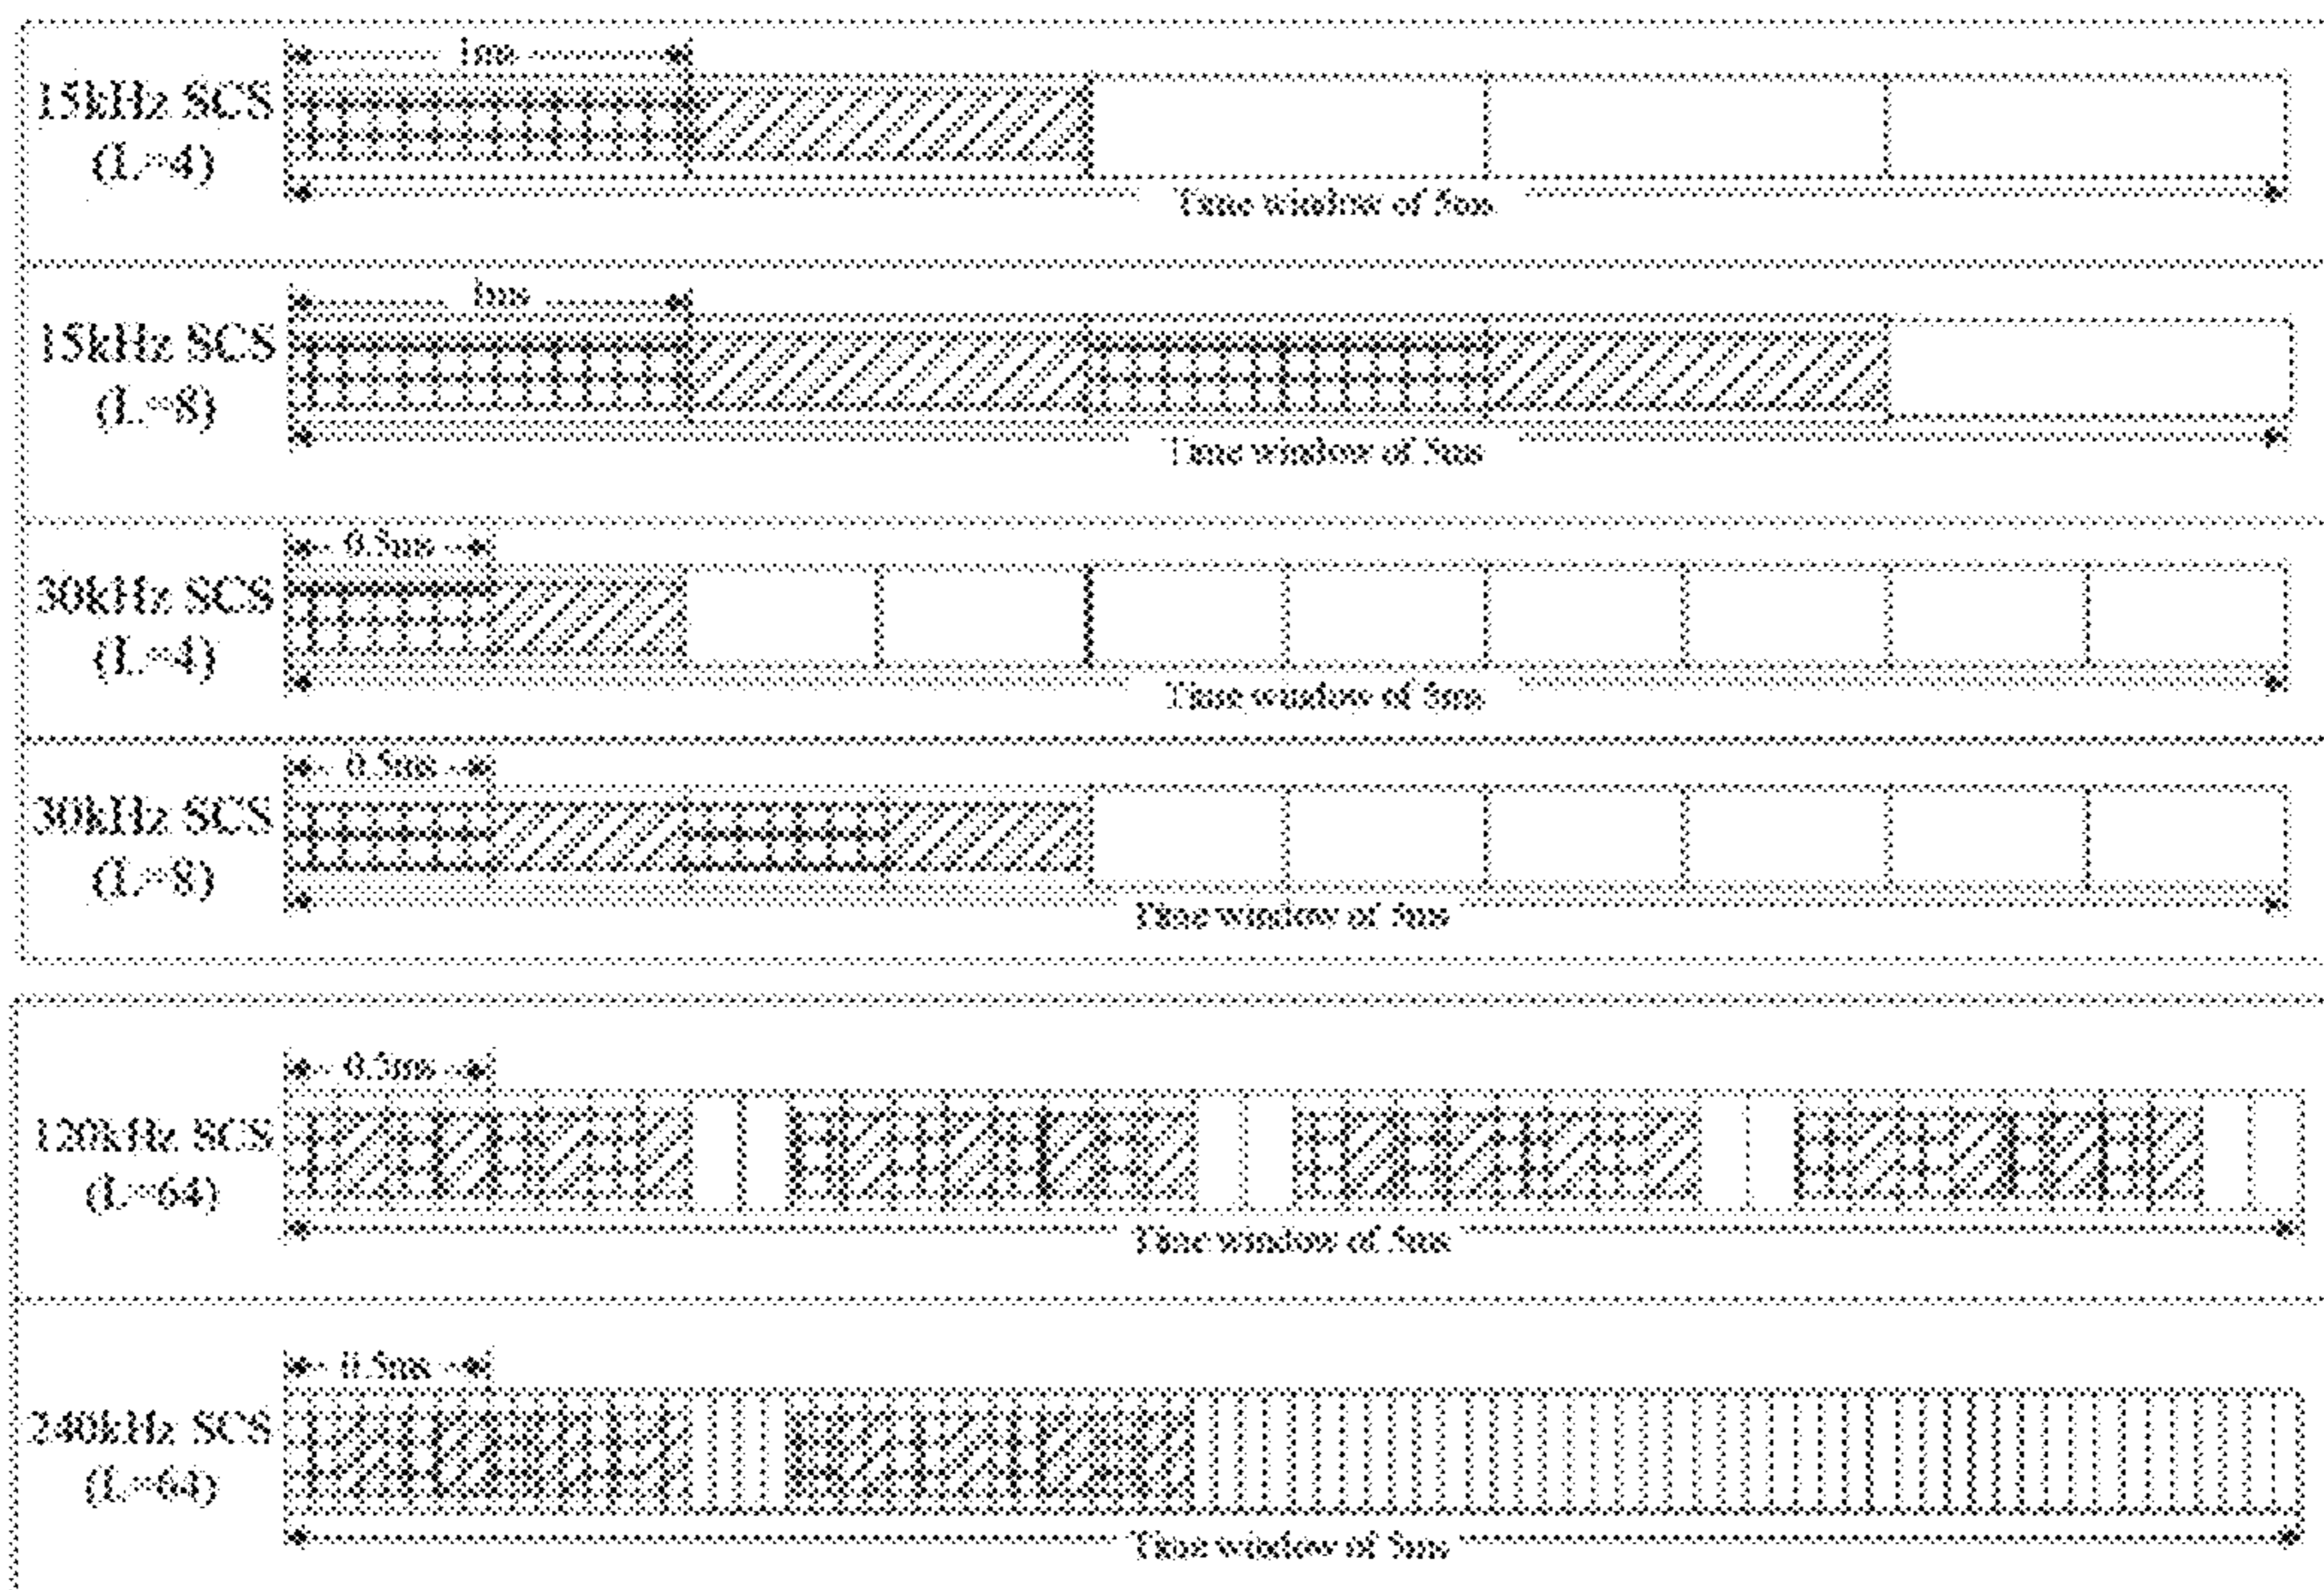 1ms
15kHz SCS
(L=4)
Time window of 5ms
1ms
15kHz SCS
(L=8)
Time window of 5ms
0.5ms
30kHz SCS
(L=4)
Time window of 5ms
0.5ms
30kHz SCS
(L=8)
Time window of 5ms
0.5ms
120kHz SCS
(L=64)
Time window of 5ms
0.5ms
240kHz SCS
(L=64)
Time window of 5ms